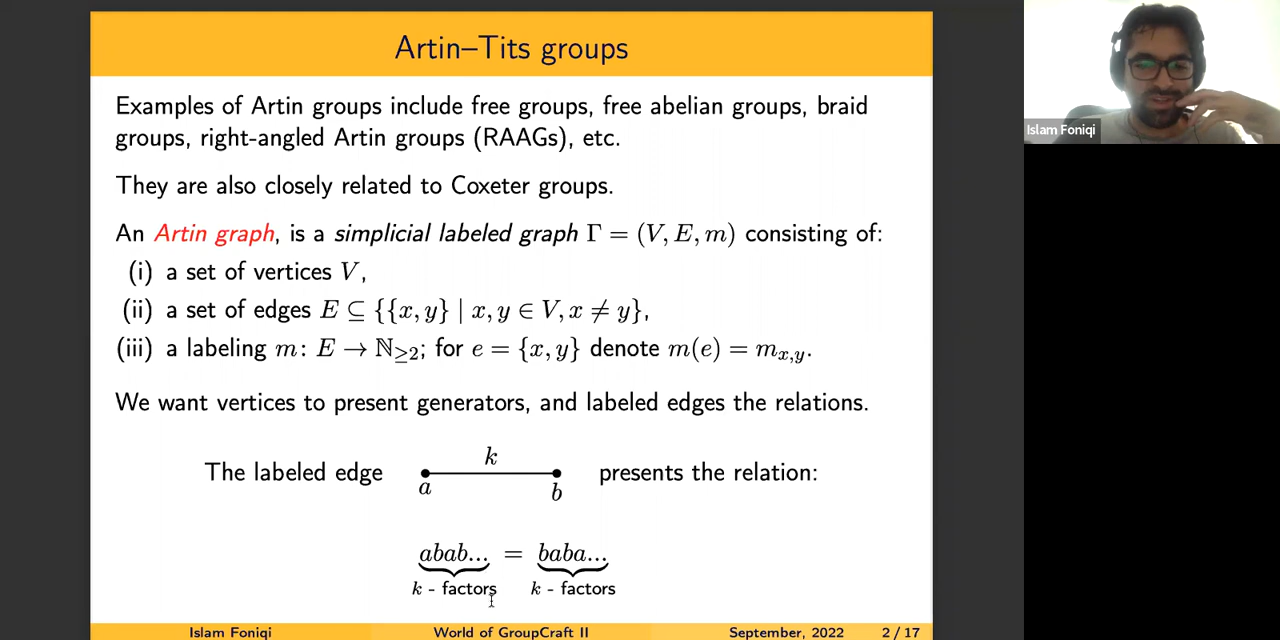 Artin–Tits groups
Examples of Artin groups include free groups, free abelian groups, braid
groups, right-angled Artin groups (RAAGs), etc.
They are also closely related to Coxeter groups.
An Artin graph, is a simplicial labeled graph Γ = (V, E, m) consisting of:
(i) a set of vertices V,
(ii) a set of edges E ⊆ {{x, y} | x, y ∈ V, x ≠ y},
(iii) a labeling m: E → ℕ≥2; for e = {x, y} denote m(e) = mx,y.
We want vertices to present generators, and labeled edges the relations.
k
The labeled edge presents the relation:
a b
abab... = baba...
k - factors k - factors
Islam Foniqi World of GroupCraft II September, 2022 2 / 17
Islam Foniqi